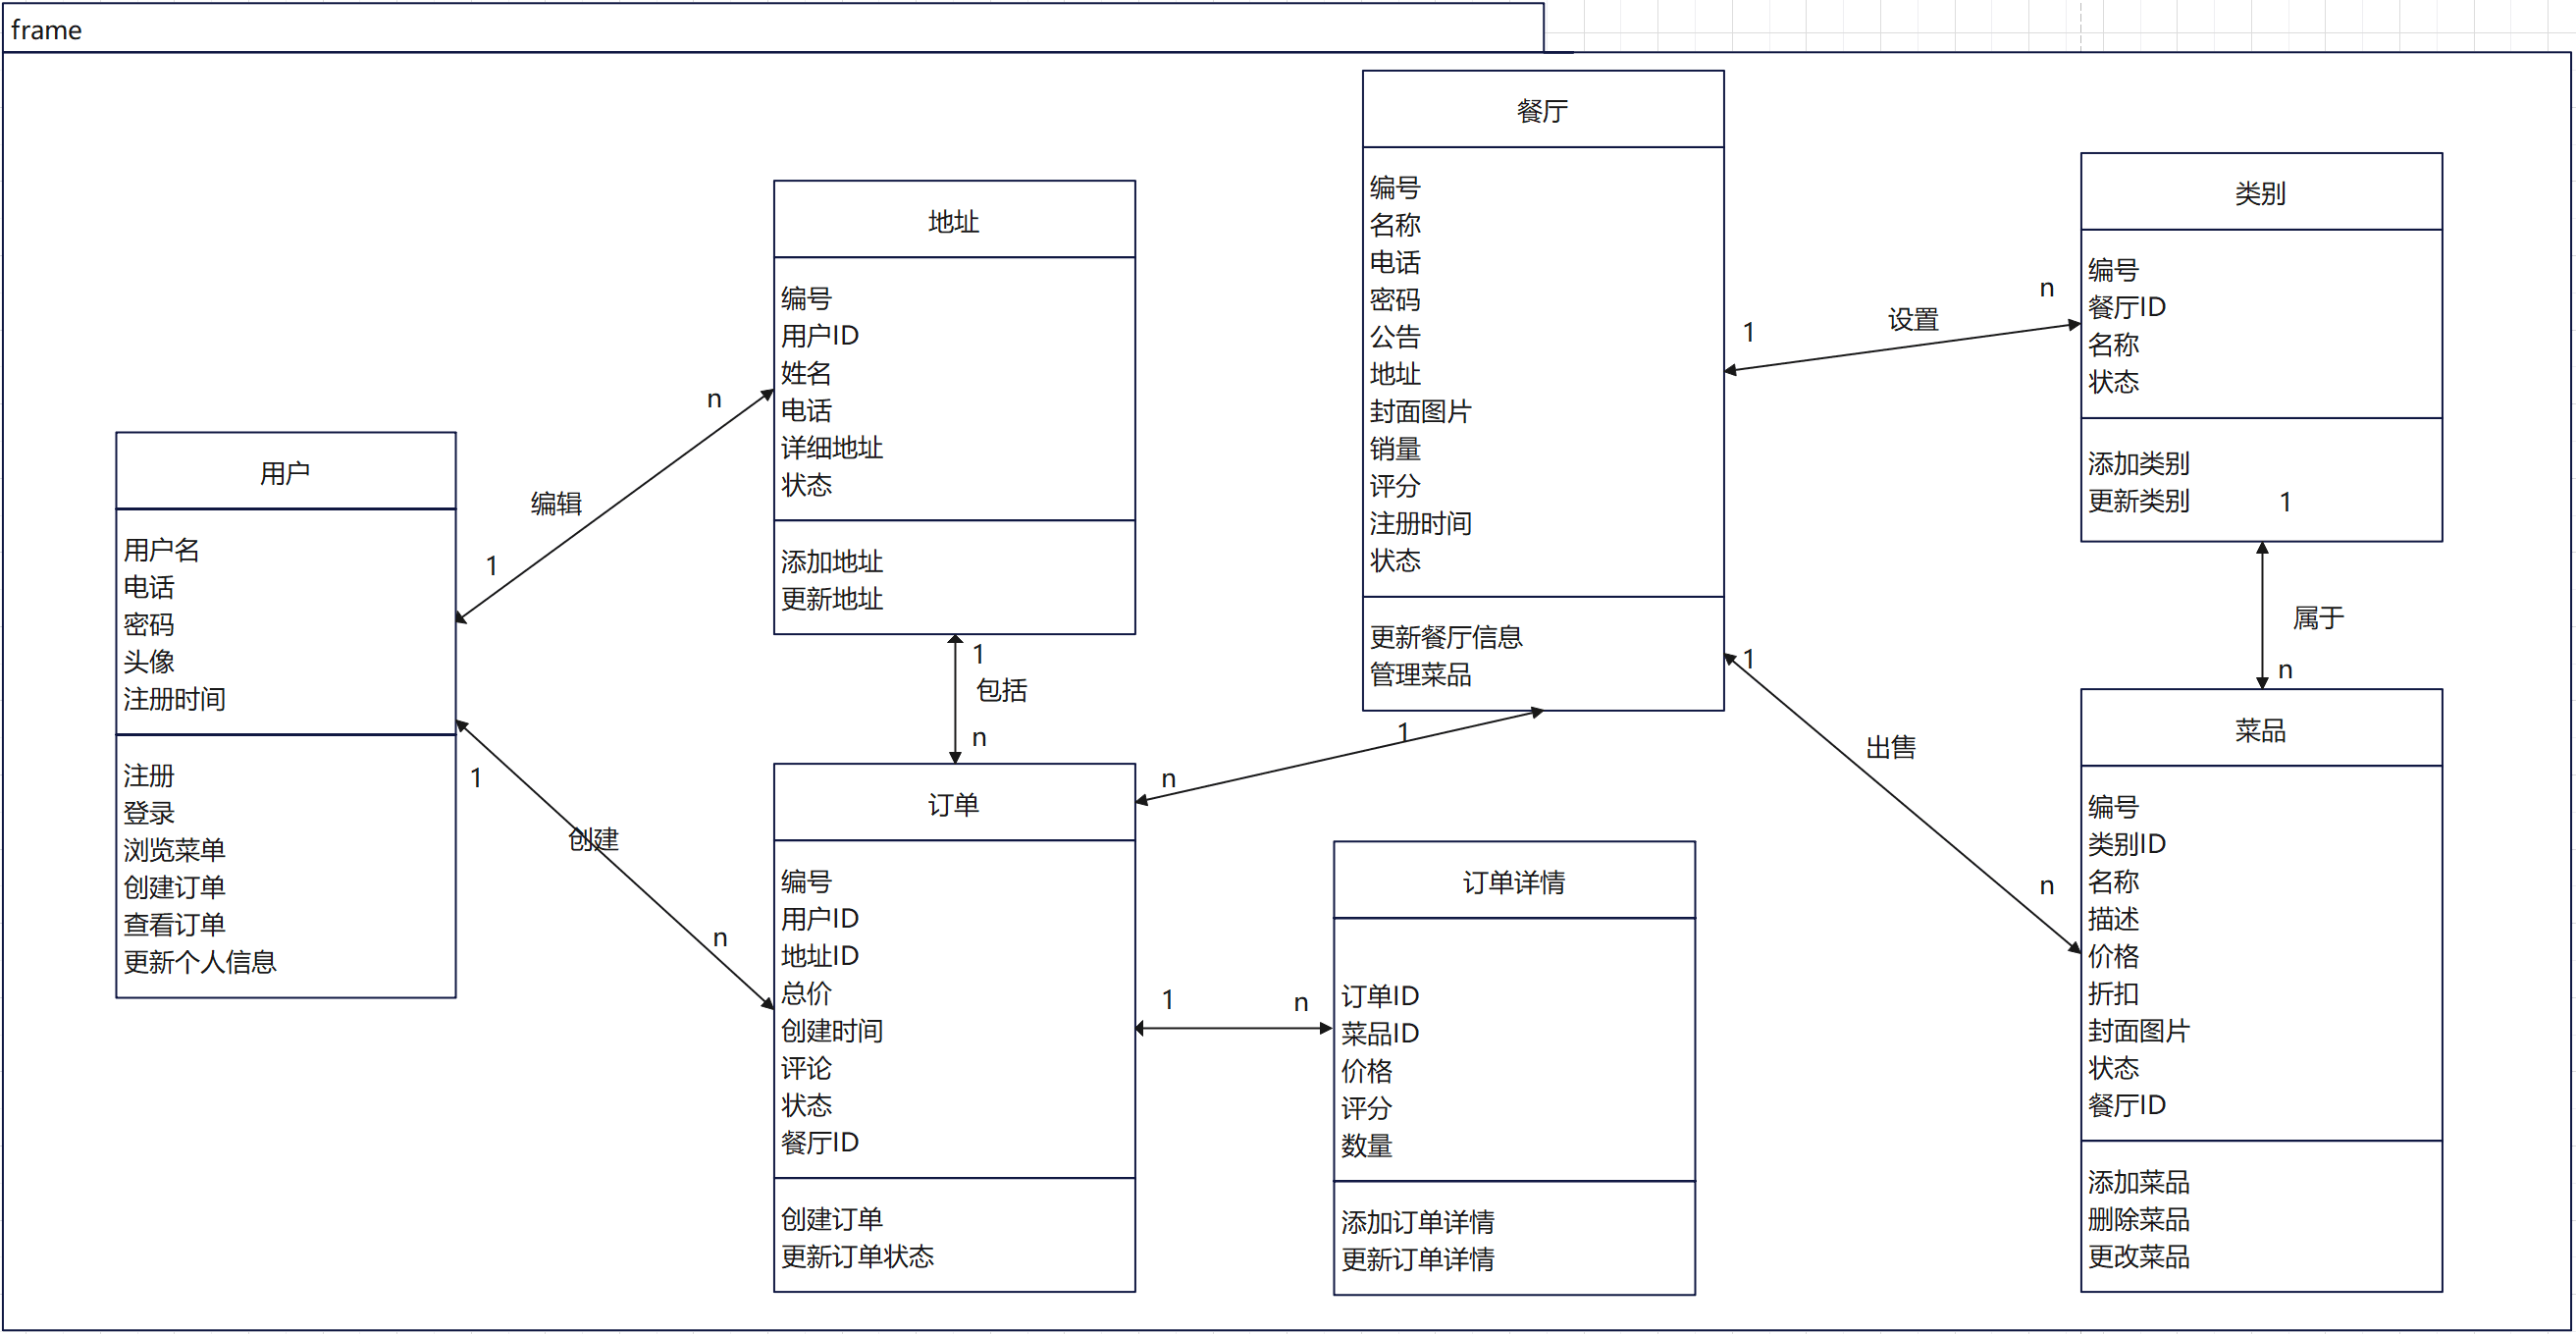 frame
用户
用户名
电话
密码
头像
注册时间
注册
登录
浏览菜单
创建订单
查看订单
更新个人信息
1
编辑
n
1
创建
n
地址
编号
用户ID
姓名
电话
详细地址
状态
添加地址
更新地址
1
包括
n
订单
编号
用户ID
地址ID
总价
创建时间
评论
状态
餐厅ID
创建订单
更新订单状态
n
1
1
n
餐厅
编号
名称
电话
密码
公告
地址
封面图片
销量
评分
注册时间
状态
更新餐厅信息
管理菜品
订单详情
订单ID
菜品ID
价格
评分
数量
添加订单详情
更新订单详情
1
设置
n
1
出售
n
类别
编号
餐厅ID
名称
状态
添加类别
更新类别
1
属于
n
菜品
编号
类别ID
名称
描述
价格
折扣
封面图片
状态
餐厅ID
添加菜品
删除菜品
更改菜品